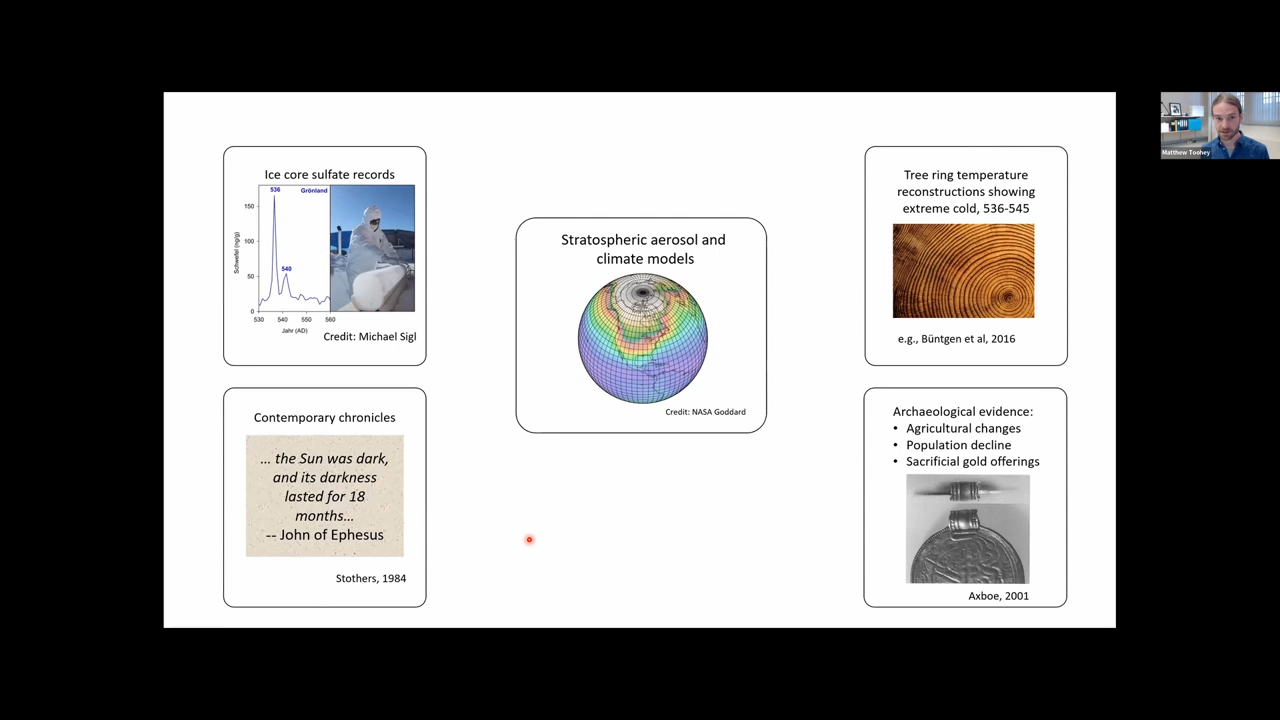 Ice core sulfate records
536
Grönland
150
100
50
0
540
Schwefel (ng/g)
530
540
550
560
Jahr (AD)
Credit: Michael Sigl
Contemporary chronicles
… the Sun was dark,
and its darkness
lasted for 18
months…
-- John of Ephesus
Stothers, 1984
Stratospheric aerosol and
climate models
Credit: NASA Goddard
Tree ring temperature
reconstructions showing
extreme cold, 536-545
e.g., Büntgen et al, 2016
Archaeological evidence:
• Agricultural changes
• Population decline
• Sacrificial gold offerings
Axboe, 2001
Matthew Toohey